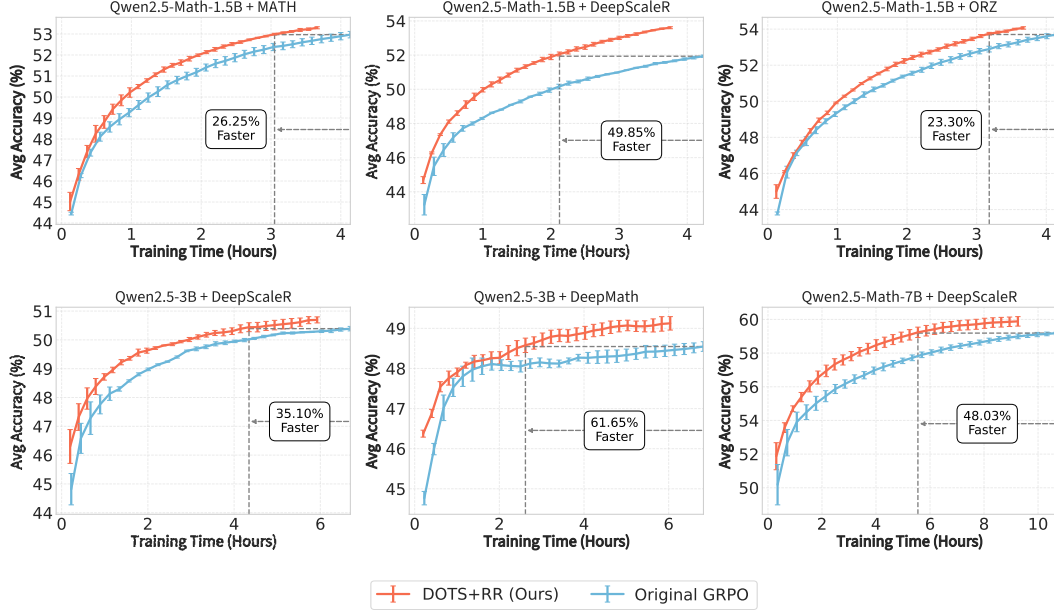 Qwen2.5-Math-1.5B + MATH
Avg Accuracy (%)
53
52
51
50
49
48
47
46
45
44
26.25%
Faster
0
1
2
3
4
Training Time (Hours)
Qwen2.5-Math-1.5B + DeepScaleR
Avg Accuracy (%)
54
52
50
48
46
44
49.85%
Faster
0
1
2
3
4
Training Time (Hours)
Qwen2.5-Math-1.5B + ORZ
Avg Accuracy (%)
54
52
50
48
46
44
23.30%
Faster
0
1
2
3
4
Training Time (Hours)
Qwen2.5-3B + DeepScaleR
Avg Accuracy (%)
51
50
49
48
47
46
45
44
35.10%
Faster
0
2
4
6
Training Time (Hours)
Qwen2.5-3B + DeepMath
Avg Accuracy (%)
49
48
47
46
45
61.65%
Faster
0
2
4
6
Training Time (Hours)
Qwen2.5-Math-7B + DeepScaleR
Avg Accuracy (%)
60
58
56
54
52
50
48.03%
Faster
0
2
4
6
8
10
Training Time (Hours)
DOTS+RR (Ours)
Original GRPO